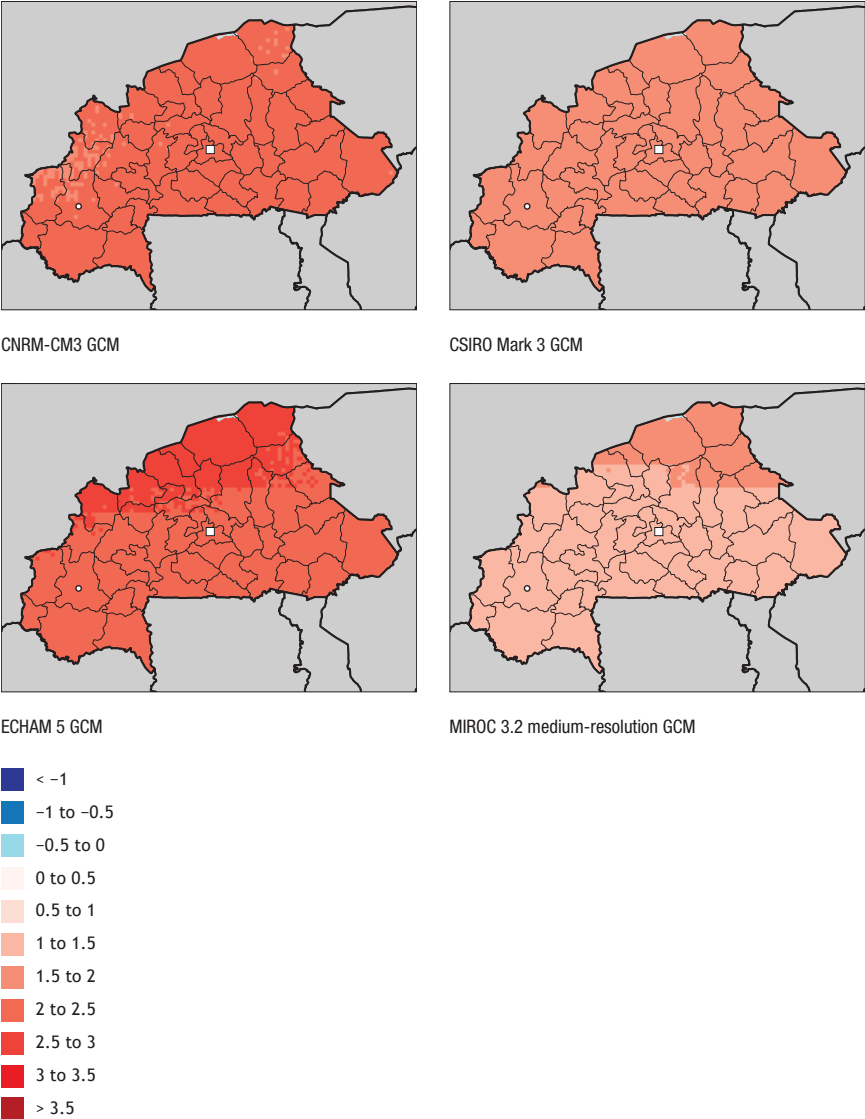 CNRM-CM3 GCM
CSIRO Mark 3 GCM
ECHAM 5 GCM
MIROC 3.2 medium-resolution GCM
< −1
−1 to −0.5
−0.5 to 0
0 to 0.5
0.5 to 1
1 to 1.5
1.5 to 2
2 to 2.5
2.5 to 3
3 to 3.5
> 3.5